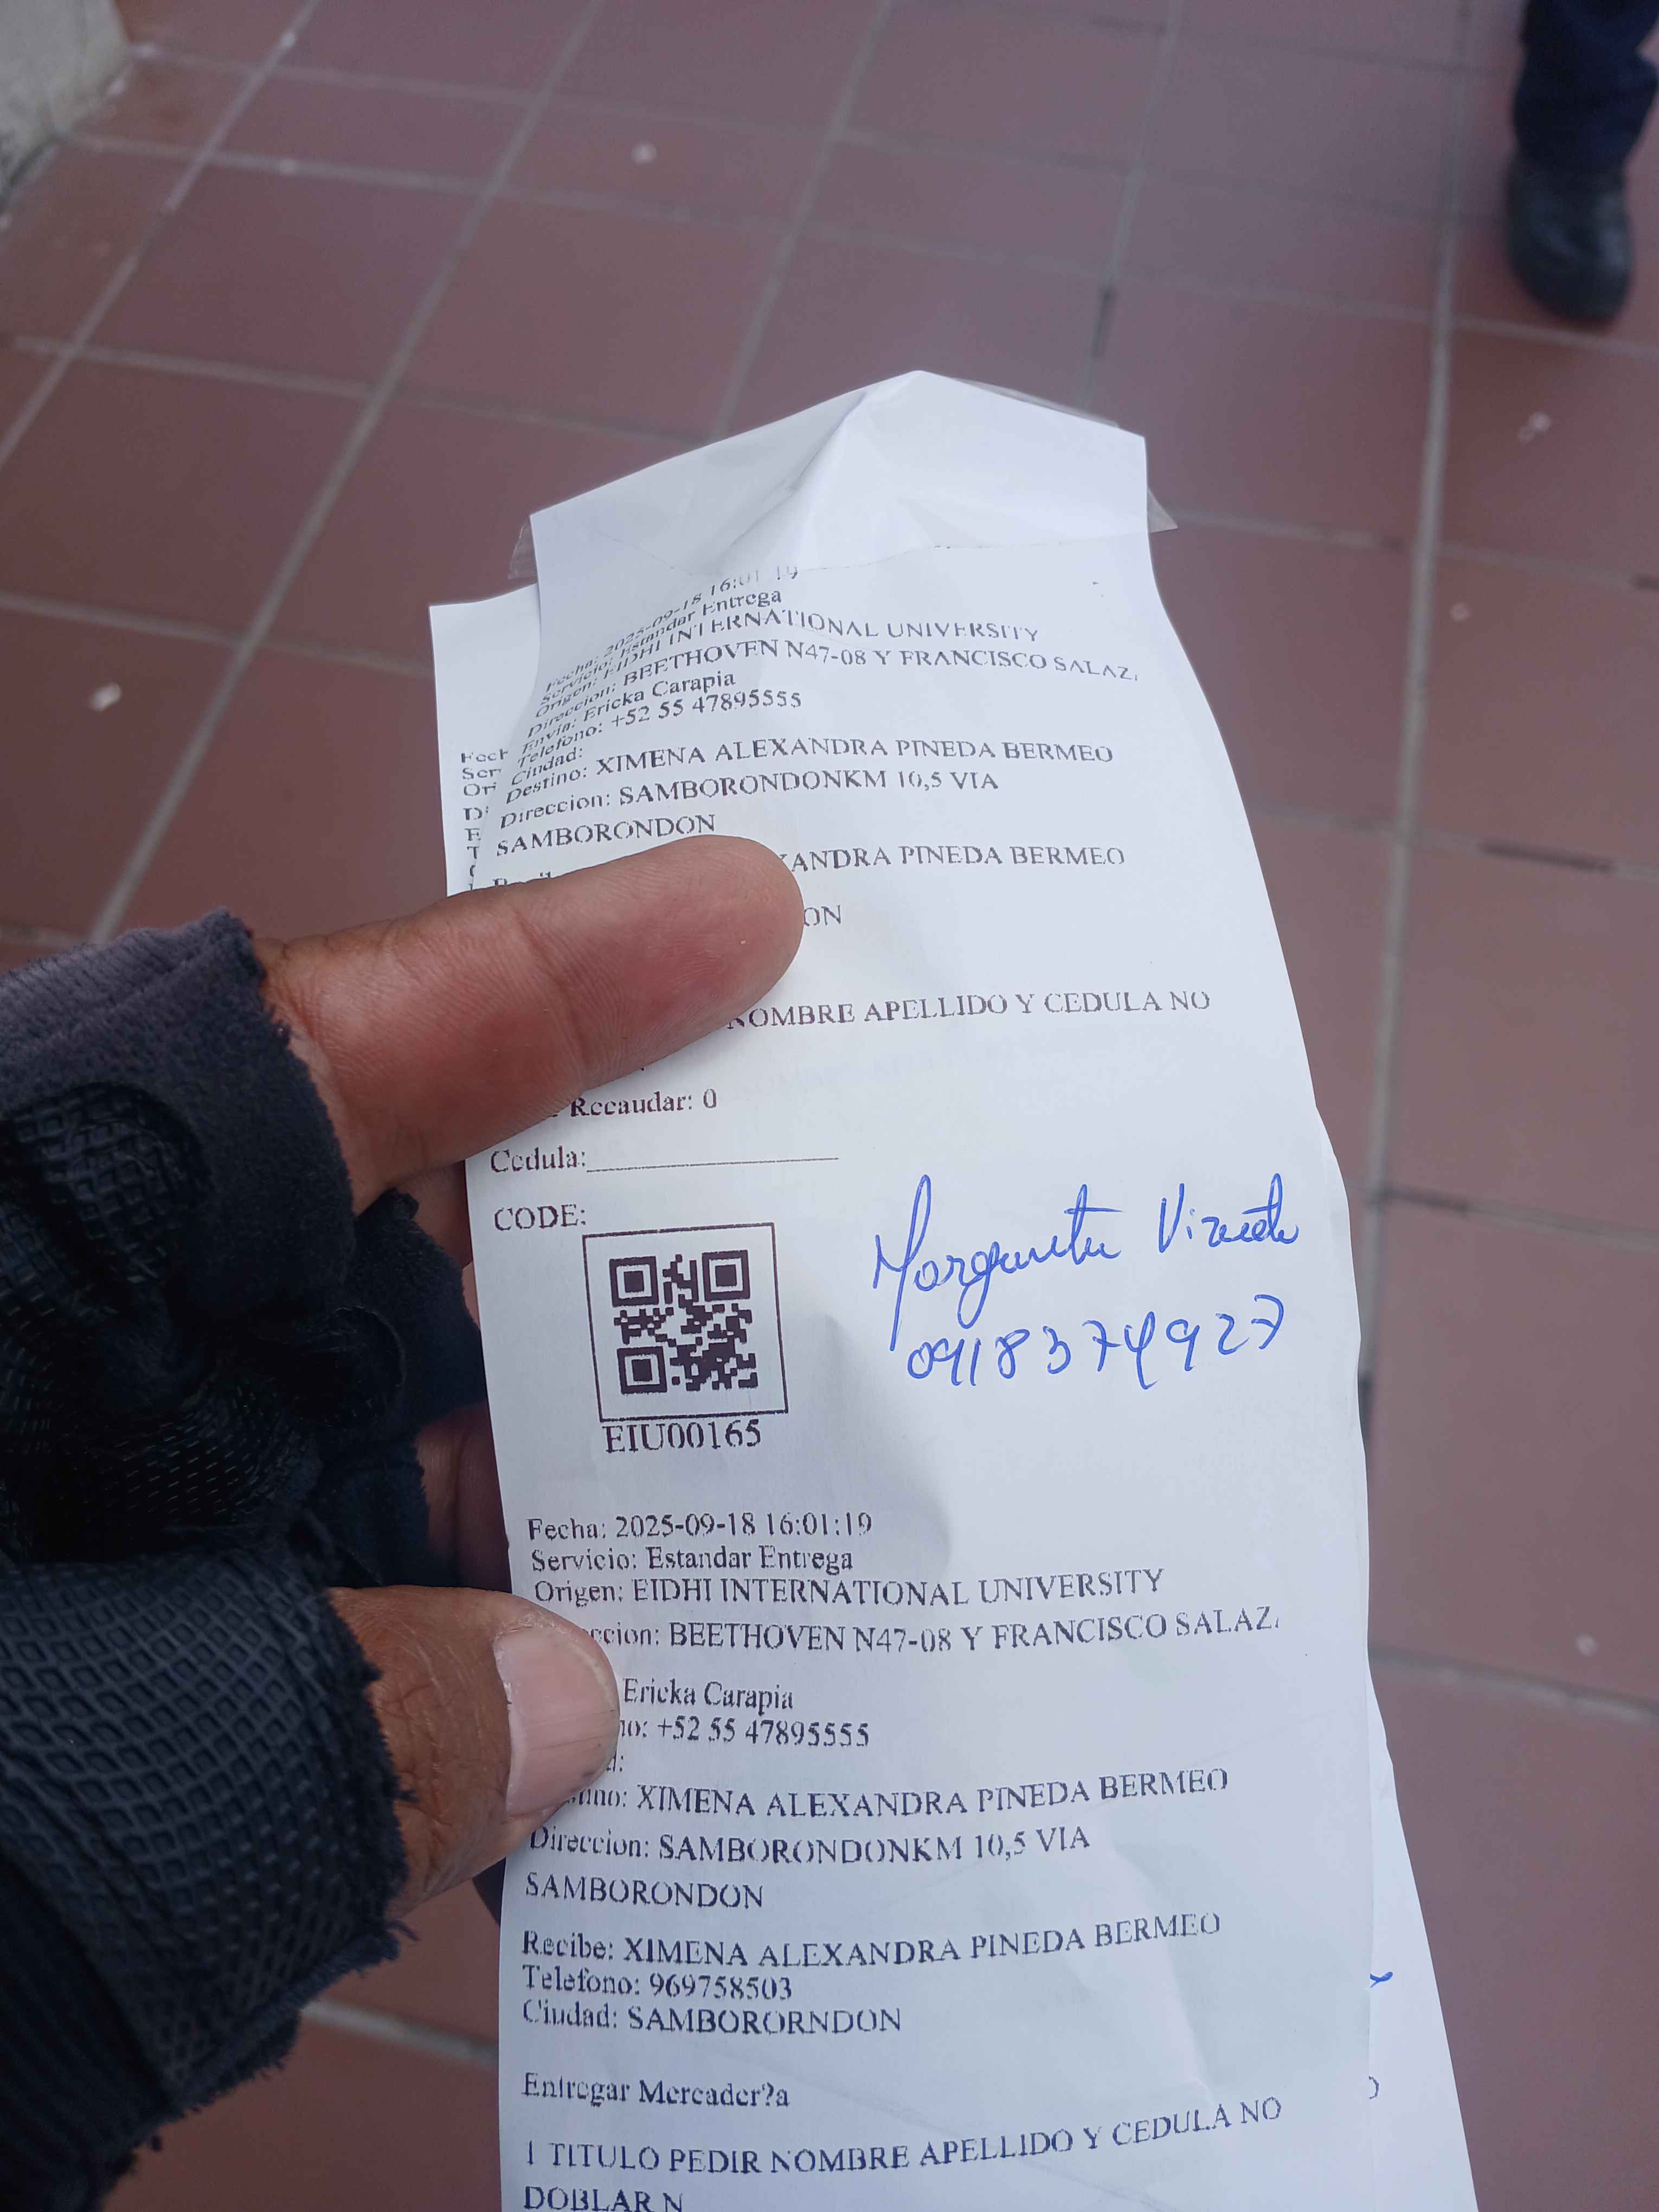 Fecha: 2025-09-18 16:01:19
Servicio: Estandar Entrega
Origen: EIDHI INTERNATIONAL UNIVERSITY
Direccion: BEETHOVEN N47-08 Y FRANCISCO SALAZ.
Envia: Ericka Carapia
Telefono: +52 55 47895555
Ciudad:
Destino: XIMENA ALEXANDRA PINEDA BERMEO
Direccion: SAMBORONDONKM 10,5 VIA
SAMBORONDON
XANDRA PINEDA BERMEO
ON
NOMBRE APELLIDO Y CEDULA NO
Recaudar: 0
Cedula:
CODE:
Margarita
0918374927
EIU00165
Fecha: 2025-09-18 16:01:19
Servicio: Estandar Entrega
Origen: EIDHI INTERNATIONAL UNIVERSITY
ccion: BEETHOVEN N47-08 Y FRANCISCO SALAZ.
Ericka Carapia
no: +52 55 47895555
d:
tino: XIMENA ALEXANDRA PINEDA BERMEO
Direccion: SAMBORONDONKM 10,5 VIA
SAMBORONDON
Recibe: XIMENA ALEXANDRA PINEDA BERMEO
Telefono: 969758503
Ciudad: SAMBORORNDON
Entregar Mercader?a
1 TITULO PEDIR NOMBRE APELLIDO Y CEDULA NO
DOBLAR N